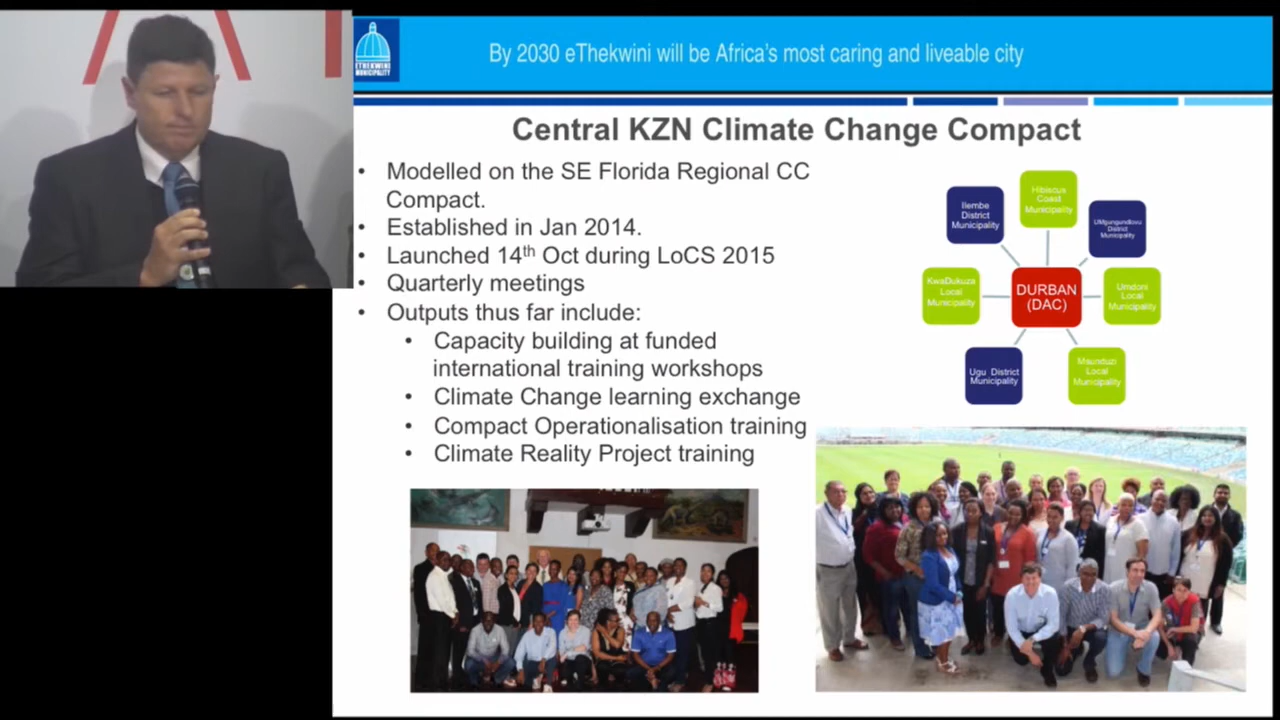 ETHEKWINI
MUNICIPALITY
By 2030 eThekwini will be Africa's most caring and liveable city
Central KZN Climate Change Compact
• Modelled on the SE Florida Regional CC
Compact.
• Established in Jan 2014.
• Launched 14th Oct during LoCS 2015
• Quarterly meetings
• Outputs thus far include:
• Capacity building at funded
international training workshops
• Climate Change learning exchange
• Compact Operationalisation training
• Climate Reality Project training
Ilembe
District
Municipality
Hibiscus
Coast
Municipality
UMgungundlovu
District
Municipality
KwaDukuza
Local
Municipality
DURBAN
(DAC)
Umdoni
Local
Municipality
Ugu District
Municipality
Msunduzi
Local
Municipality